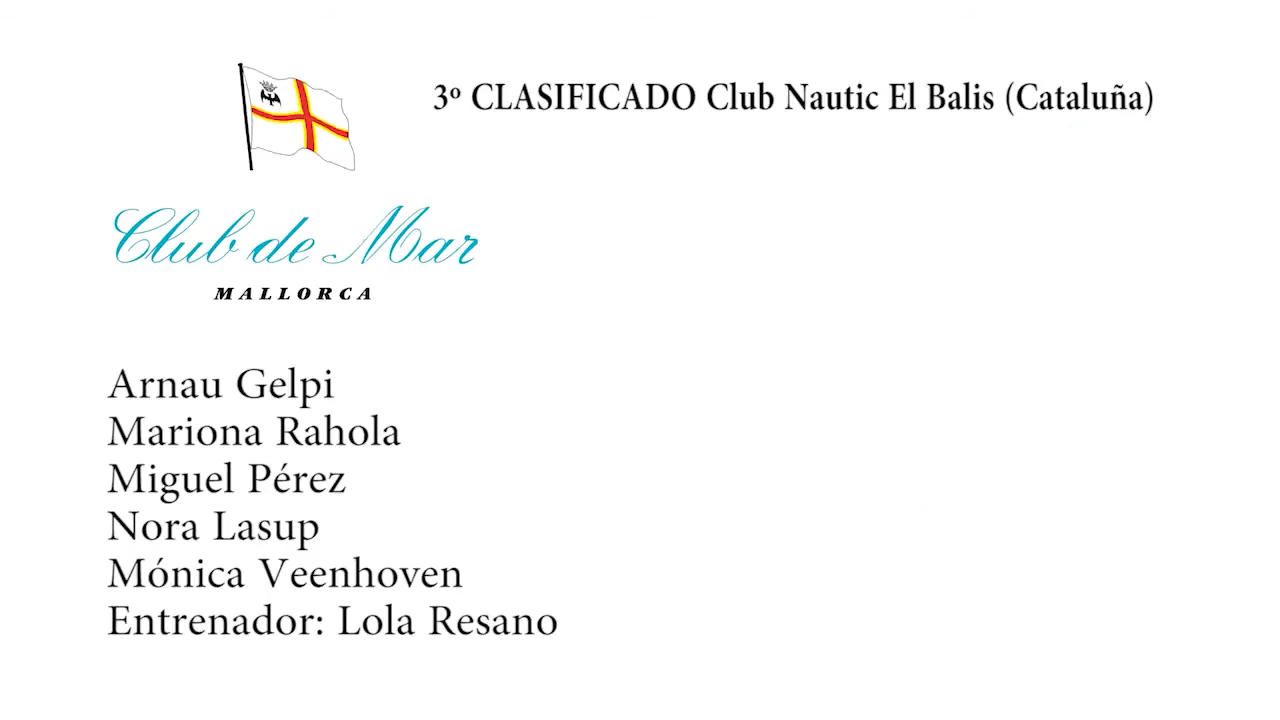 3º CLASIFICADO Club Nautic El Balis (Cataluña)
Club de Mar
MALLORCA
Arnau Gelpi
Mariona Rahola
Miguel Pérez
Nora Lasup
Mónica Veenhoven
Entrenador: Lola Resano